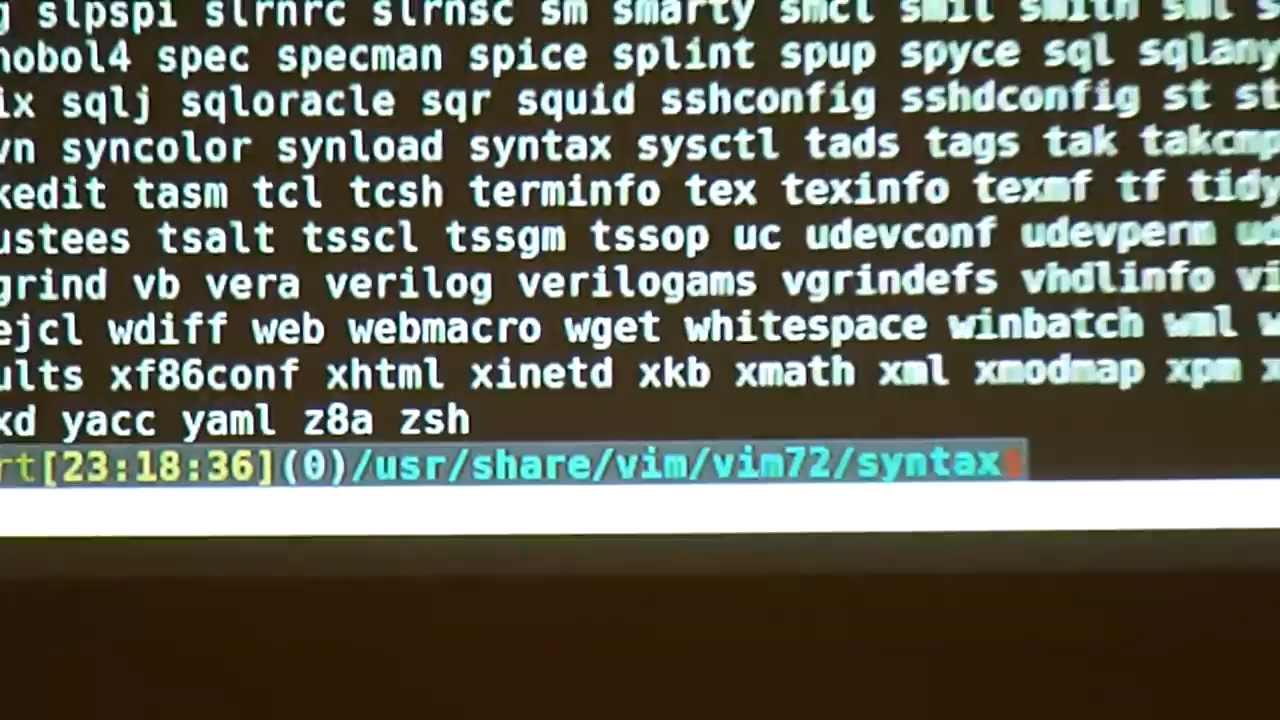 slpspi slrnrc slrnsc sm smarty smcl smil smith sml s
nobol4 spec specman spice splint spup spyce sql sqlany
ix sqlj sqloracle sqr squid sshconfig sshdconfig st st
vn syncolor synload syntax sysctl tads tags tak takcmp
kedit tasm tcl tcsh terminfo tex texinfo texmf tf tidy
ustees tsalt tsscl tssgm tssop uc udevconf udevperm ud
grind vb vera verilog verilogams vgrindefs vhdlinfo vi
ejcl wdiff web webmacro wget whitespace winbatch wml w
ults xf86conf xhtml xinetd xkb xmath xml xmodmap xpm x
xd yacc yaml z8a zsh
rt[23:18:36](0)/usr/share/vim/vim72/syntax